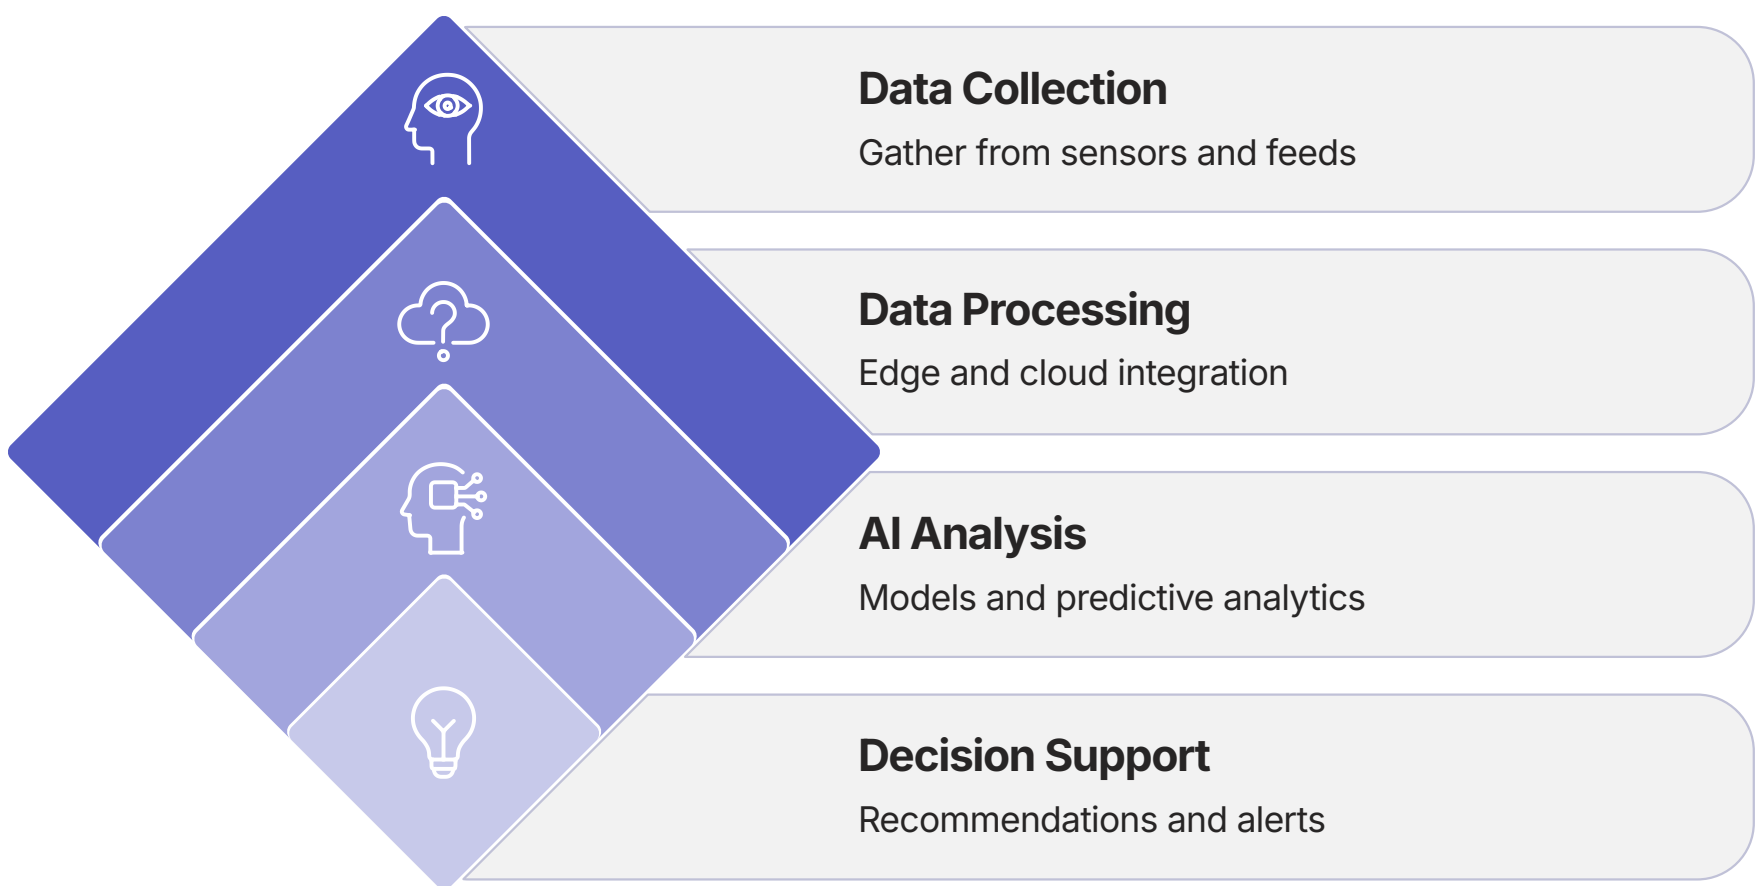 Data Collection
Gather from sensors and feeds
Data Processing
Edge and cloud integration
AI Analysis
Models and predictive analytics
Decision Support
Recommendations and alerts